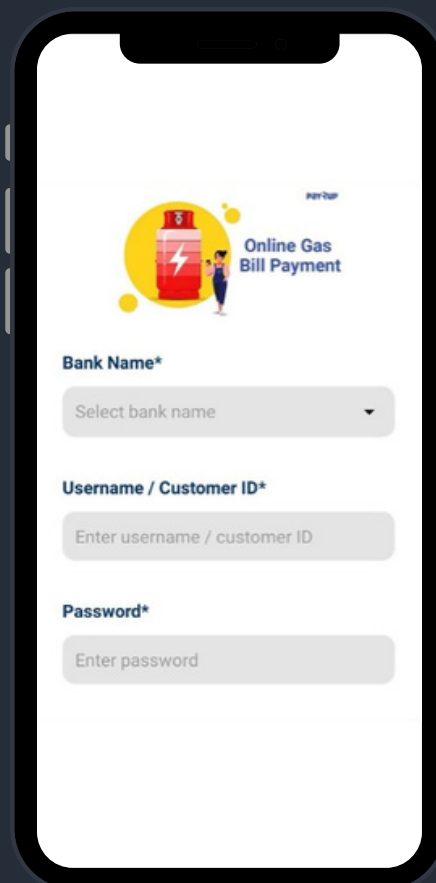 Online Gas
Bill Payment
Bank Name*
Select bank name
Username / Customer ID*
Enter username / customer ID
Password*
Enter password